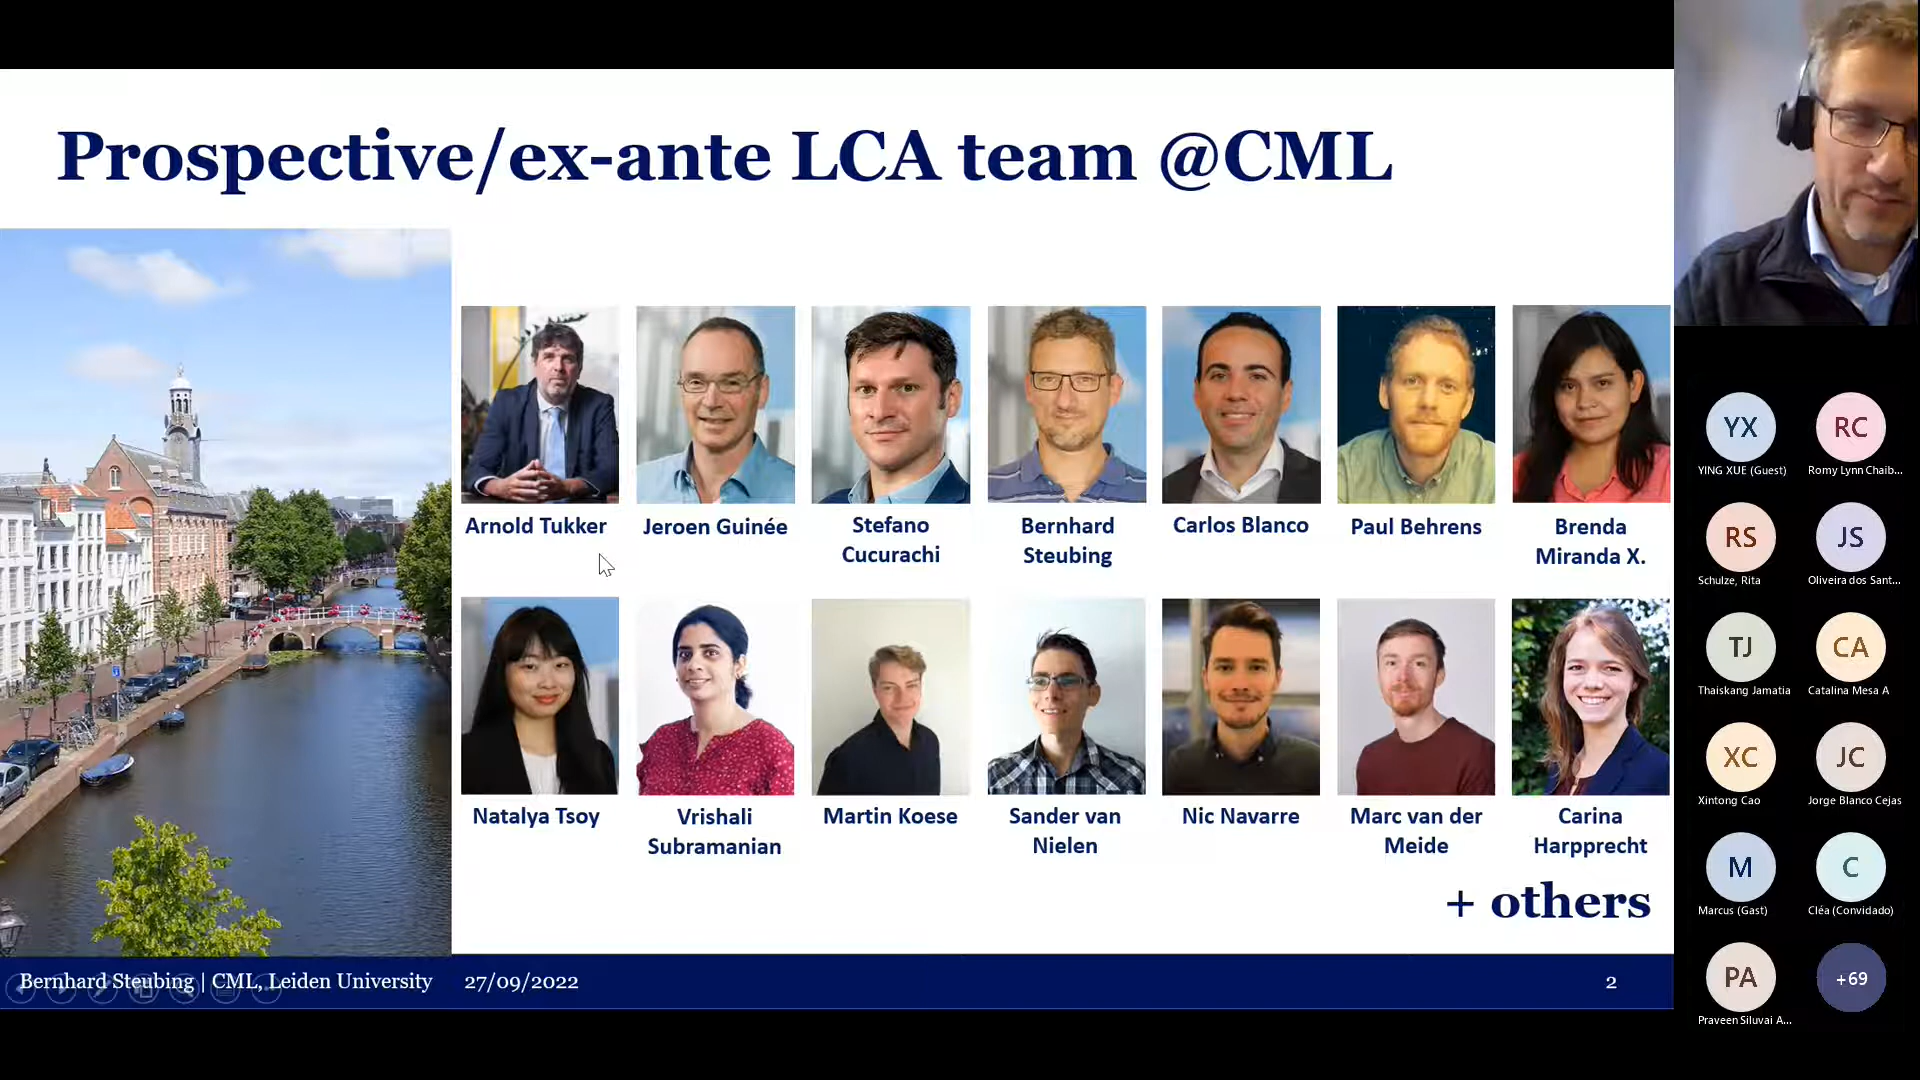 Prospective/ex-ante LCA team @CML
Arnold Tukker
Jeroen Guinée
Stefano
Cucurachi
Bernhard
Steubing
Carlos Blanco
Paul Behrens
Brenda
Miranda X.
Natalya Tsoy
Vrishali
Subramanian
Martin Koese
Sander van
Nielen
Nic Navarre
Marc van der
Meide
Carina
Harpprecht
+ others
Bernhard Steubing | CML, Leiden University
27/09/2022
2
YX
YING XUE (Guest)
RC
Romy Lynn Chaib...
RS
Schulze, Rita
JS
Oliveira dos Sant...
TJ
Thaiskang Jamatia
CA
Catalina Mesa A
XC
Xintong Cao
JC
Jorge Blanco Cejas
M
Marcus (Gast)
C
Cléa (Convidado)
PA
Praveen Siluvai A...
+69